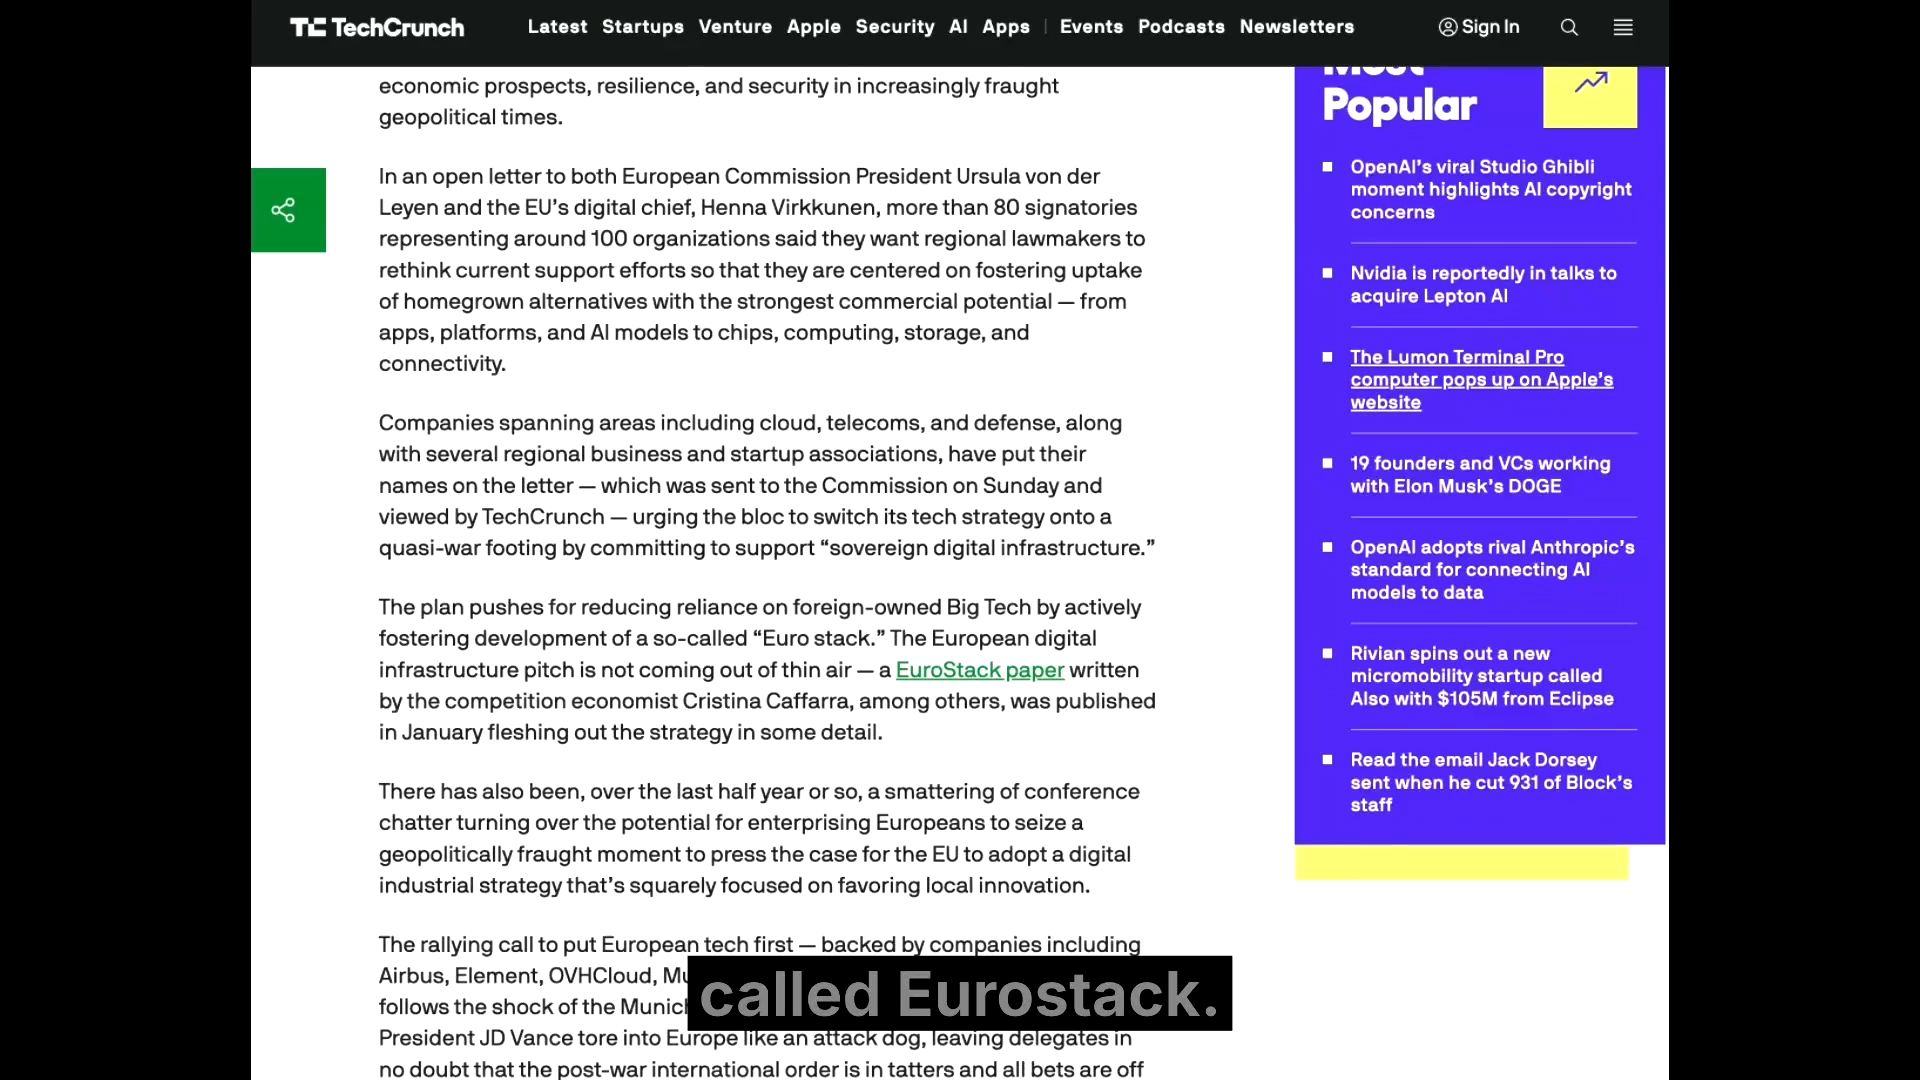 TechCrunch
Latest Startups Venture Apple Security AI Apps | Events Podcasts Newsletters
Sign In
economic prospects, resilience, and security in increasingly fraught
geopolitical times.
In an open letter to both European Commission President Ursula von der
Leyen and the EU’s digital chief, Henna Virkkunen, more than 80 signatories
representing around 100 organizations said they want regional lawmakers to
rethink current support efforts so that they are centered on fostering uptake
of homegrown alternatives with the strongest commercial potential — from
apps, platforms, and AI models to chips, computing, storage, and
connectivity.
Companies spanning areas including cloud, telecoms, and defense, along
with several regional business and startup associations, have put their
names on the letter — which was sent to the Commission on Sunday and
viewed by TechCrunch — urging the bloc to switch its tech strategy onto a
quasi-war footing by committing to support “sovereign digital infrastructure.”
The plan pushes for reducing reliance on foreign-owned Big Tech by actively
fostering development of a so-called “Euro stack.” The European digital
infrastructure pitch is not coming out of thin air — a EuroStack paper written
by the competition economist Cristina Caffarra, among others, was published
in January fleshing out the strategy in some detail.
There has also been, over the last half year or so, a smattering of conference
chatter turning over the potential for enterprising Europeans to seize a
geopolitically fraught moment to press the case for the EU to adopt a digital
industrial strategy that’s squarely focused on favoring local innovation.
The rallying call to put European tech first — backed by companies including
Airbus, Element, OVHCloud,
follows the shock of the
President JD Vance tore into Europe like an attack dog, leaving delegates in
no doubt that the post-war international order is in tatters and all bets are off
called Eurostack.
Most
Popular
OpenAI’s viral Studio Ghibli
moment highlights AI copyright
concerns
Nvidia is reportedly in talks to
acquire Lepton AI
The Lumon Terminal Pro
computer pops up on Apple’s
website
19 founders and VCs working
with Elon Musk’s DOGE
OpenAI adopts rival Anthropic’s
standard for connecting AI
models to data
Rivian spins out a new
micromobility startup called
Also with $105M from Eclipse
Read the email Jack Dorsey
sent when he cut 931 of Block’s
staff